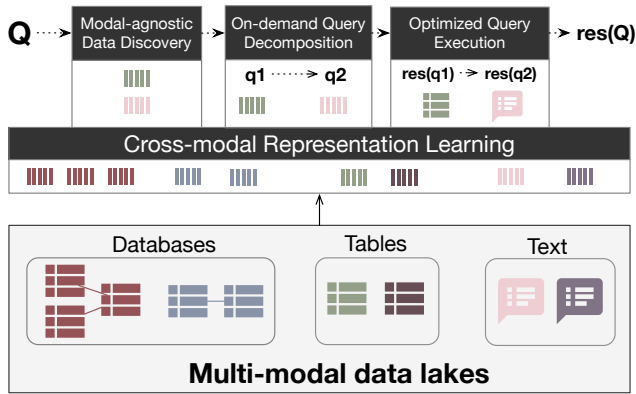 Q
Modal-agnostic
Data Discovery
On-demand Query
Decomposition
Optimized Query
Execution
res(Q)
q1
q2
res(q1)
res(q2)
Cross-modal Representation Learning
Databases
Tables
Text
Multi-modal data lakes